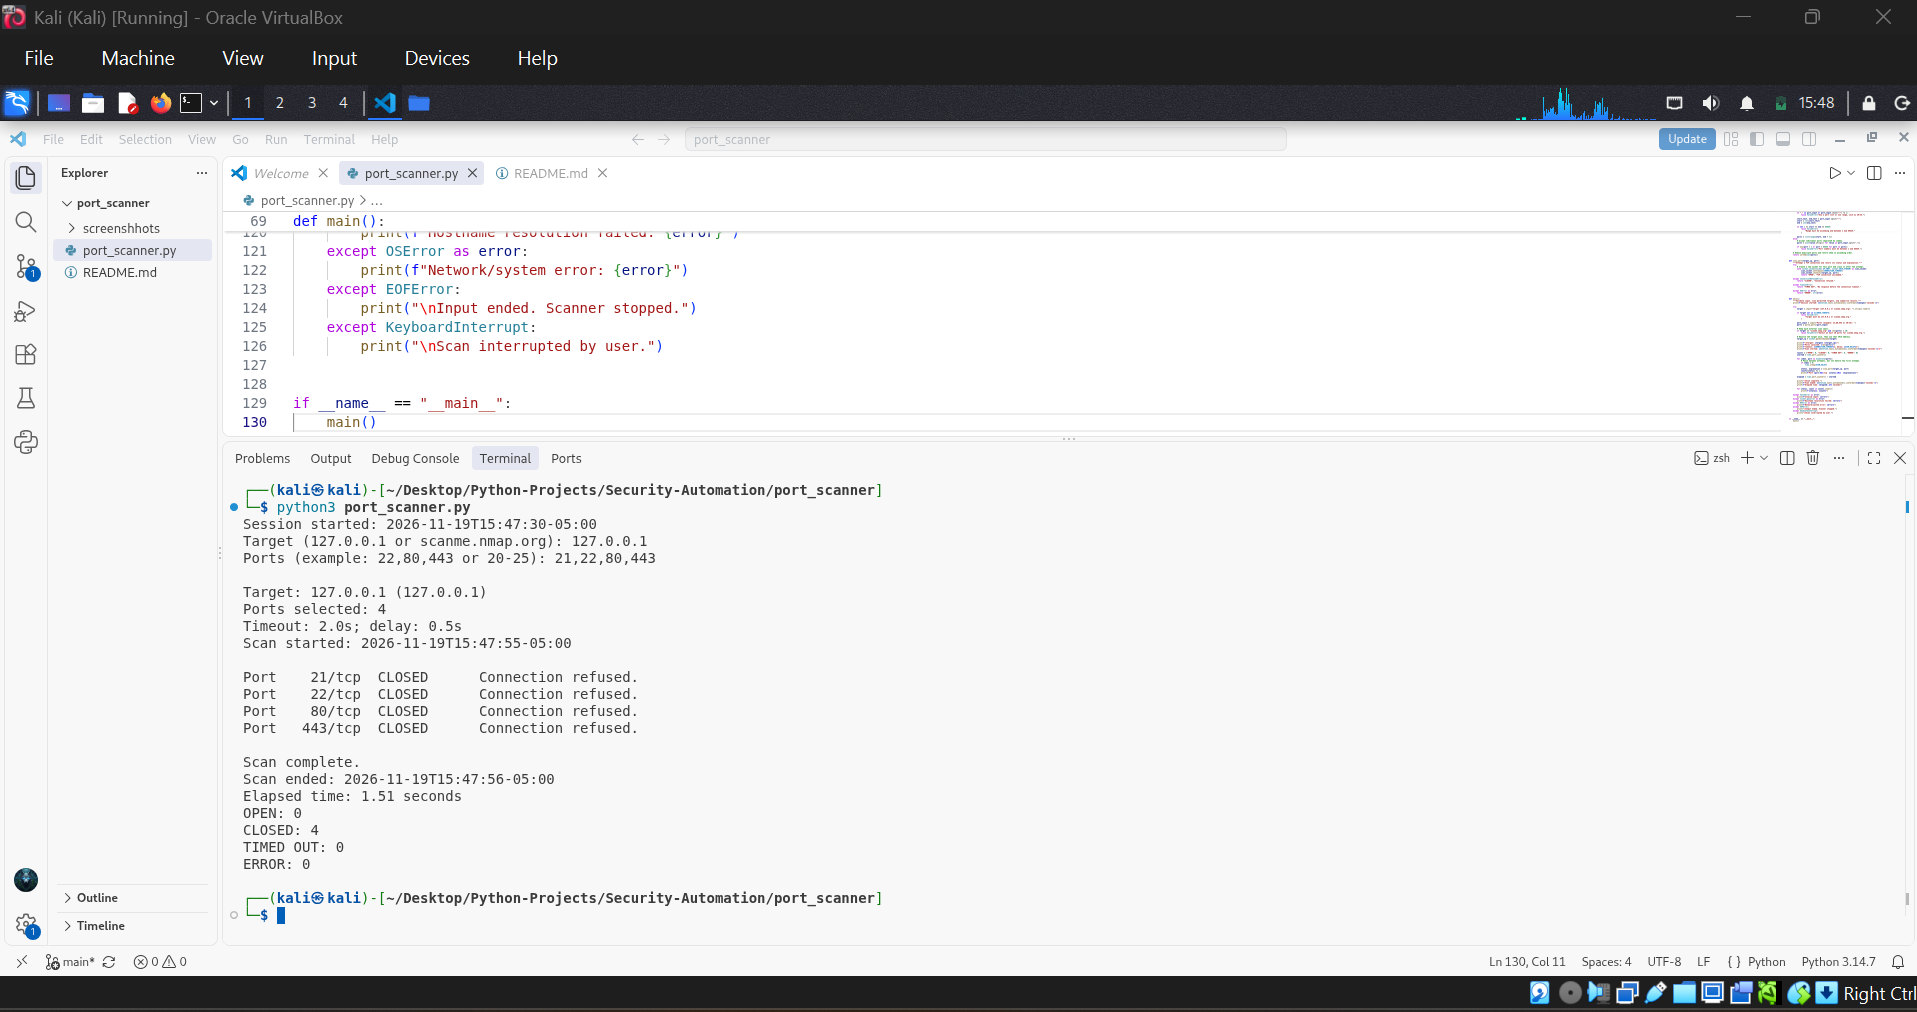 Kali (Kali) [Running] - Oracle VirtualBox
File Machine View Input Devices Help
1 2 3 4
15:48
File Edit Selection View Go Run Terminal Help
port_scanner
Update
Explorer
port_scanner
screenshhots
port_scanner.py
README.md
Outline
Timeline
Welcome
port_scanner.py
README.md
port_scanner.py > ...
69 def main():
120 print(f"Hostname resolution failed: {error}")
121 except OSError as error:
122 print(f"Network/system error: {error}")
123 except EOFError:
124 print("\nInput ended. Scanner stopped.")
125 except KeyboardInterrupt:
126 print("\nScan interrupted by user.")
127
128
129 if __name__ == "__main__":
130 main()
Problems Output Debug Console Terminal Ports
zsh
┌──(kali㉿kali)-[~/Desktop/Python-Projects/Security-Automation/port_scanner]
└─$ python3 port_scanner.py
Session started: 2026-11-19T15:47:30-05:00
Target (127.0.0.1 or scanme.nmap.org): 127.0.0.1
Ports (example: 22,80,443 or 20-25): 21,22,80,443
Target: 127.0.0.1 (127.0.0.1)
Ports selected: 4
Timeout: 2.0s; delay: 0.5s
Scan started: 2026-11-19T15:47:55-05:00
Port 21/tcp CLOSED Connection refused.
Port 22/tcp CLOSED Connection refused.
Port 80/tcp CLOSED Connection refused.
Port 443/tcp CLOSED Connection refused.
Scan complete.
Scan ended: 2026-11-19T15:47:56-05:00
Elapsed time: 1.51 seconds
OPEN: 0
CLOSED: 4
TIMED OUT: 0
ERROR: 0
┌──(kali㉿kali)-[~/Desktop/Python-Projects/Security-Automation/port_scanner]
└─$
1
1
main* 0 0
Ln 130, Col 11 Spaces: 4 UTF-8 LF { } Python Python 3.14.7
Right Ctrl